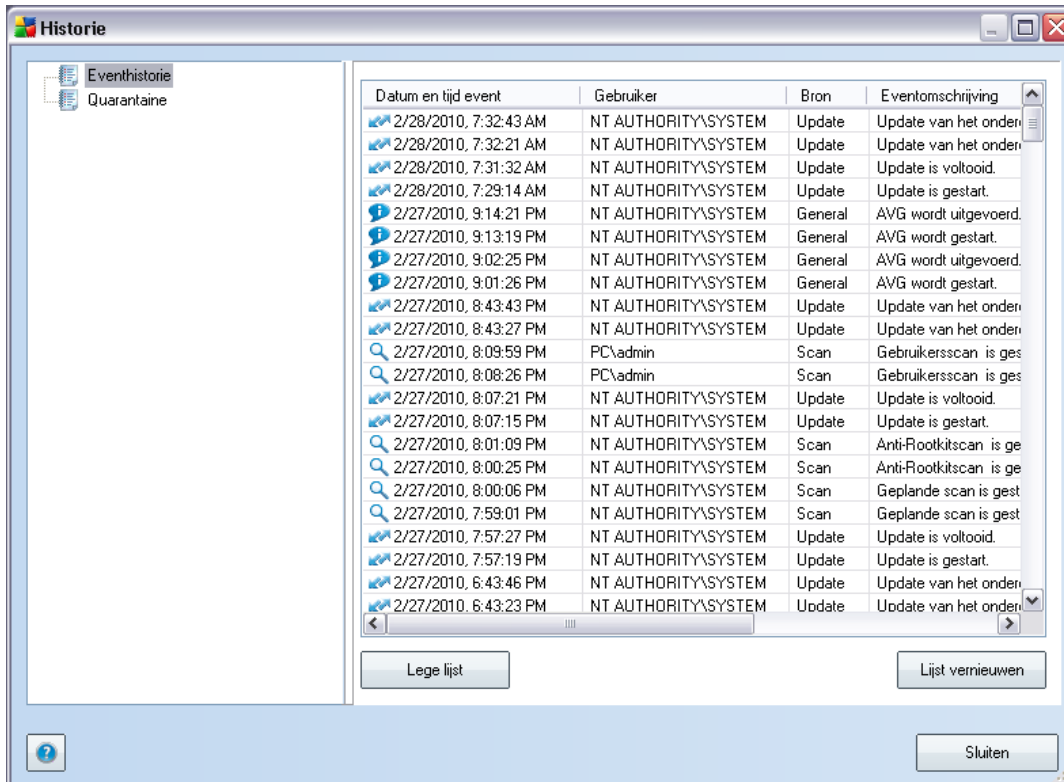 Historie
Eventhistorie
Quarantaine
Datum en tijd event Gebruiker Bron Eventomschrijving
2/28/2010, 7:32:43 AM NT AUTHORITY\SYSTEM Update Update van het onder
2/28/2010, 7:32:21 AM NT AUTHORITY\SYSTEM Update Update van het onder
2/28/2010, 7:31:32 AM NT AUTHORITY\SYSTEM Update Update is voltooid.
2/28/2010, 7:29:14 AM NT AUTHORITY\SYSTEM Update Update is gestart.
2/27/2010, 9:14:21 PM NT AUTHORITY\SYSTEM General AVG wordt uitgevoerd.
2/27/2010, 9:13:19 PM NT AUTHORITY\SYSTEM General AVG wordt gestart.
2/27/2010, 9:02:25 PM NT AUTHORITY\SYSTEM General AVG wordt uitgevoerd.
2/27/2010, 9:01:26 PM NT AUTHORITY\SYSTEM General AVG wordt gestart.
2/27/2010, 8:43:43 PM NT AUTHORITY\SYSTEM Update Update van het onder
2/27/2010, 8:43:27 PM NT AUTHORITY\SYSTEM Update Update van het onder
2/27/2010, 8:09:59 PM PC\admin Scan Gebruikersscan is ges
2/27/2010, 8:08:26 PM PC\admin Scan Gebruikersscan is ges
2/27/2010, 8:07:21 PM NT AUTHORITY\SYSTEM Update Update is voltooid.
2/27/2010, 8:07:15 PM NT AUTHORITY\SYSTEM Update Update is gestart.
2/27/2010, 8:01:09 PM NT AUTHORITY\SYSTEM Scan Anti-Rootkitscan is ge
2/27/2010, 8:00:25 PM NT AUTHORITY\SYSTEM Scan Anti-Rootkitscan is ge
2/27/2010, 8:00:06 PM NT AUTHORITY\SYSTEM Scan Geplande scan is gest
2/27/2010, 7:59:01 PM NT AUTHORITY\SYSTEM Scan Geplande scan is gest
2/27/2010, 7:57:27 PM NT AUTHORITY\SYSTEM Update Update is voltooid.
2/27/2010, 7:57:19 PM NT AUTHORITY\SYSTEM Update Update is gestart.
2/27/2010, 6:43:46 PM NT AUTHORITY\SYSTEM Update Update van het onder
2/27/2010, 6:43:23 PM NT AUTHORITY\SYSTEM Update Update van het onder
Lege lijst Lijst vernieuwen
Sluiten